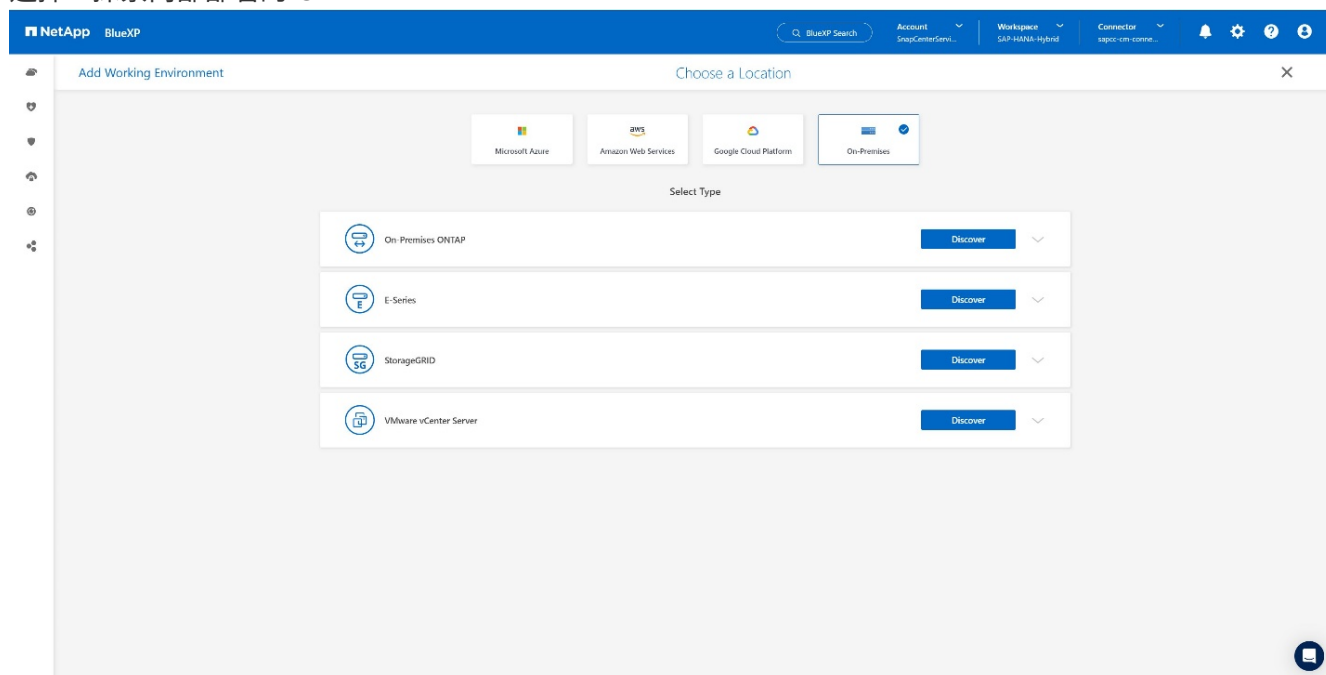 NetApp BlueXP
BlueXP Search
Account
SnapCenterServi...
Workspace
SAP-HANA-Hybrid
Connector
sapcc-cm-conne...
Add Working Environment
Choose a Location
Microsoft Azure
aws
Amazon Web Services
Google Cloud Platform
On-Premises
Select Type
On-Premises ONTAP
Discover
E
E-Series
Discover
SG
StorageGRID
Discover
VMware vCenter Server
Discover